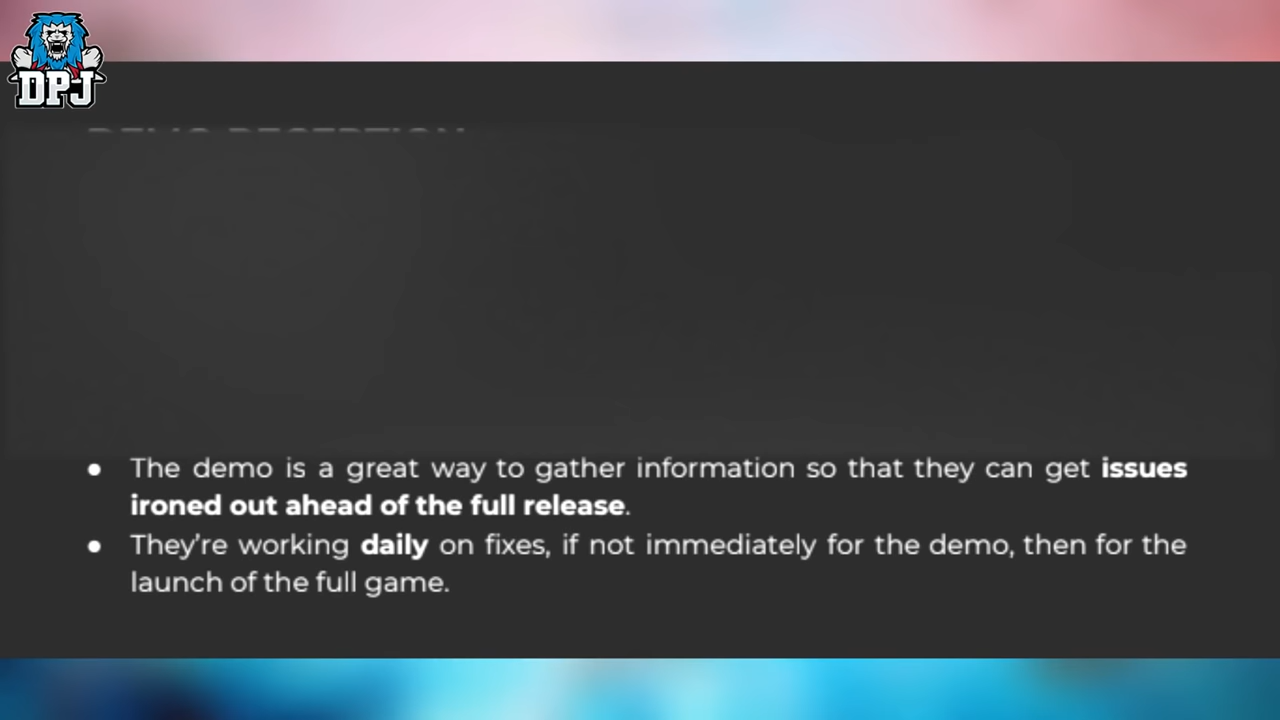 DPJ
● The demo is a great way to gather information so that they can get issues
ironed out ahead of the full release.
● They’re working daily on fixes, if not immediately for the demo, then for the
launch of the full game.